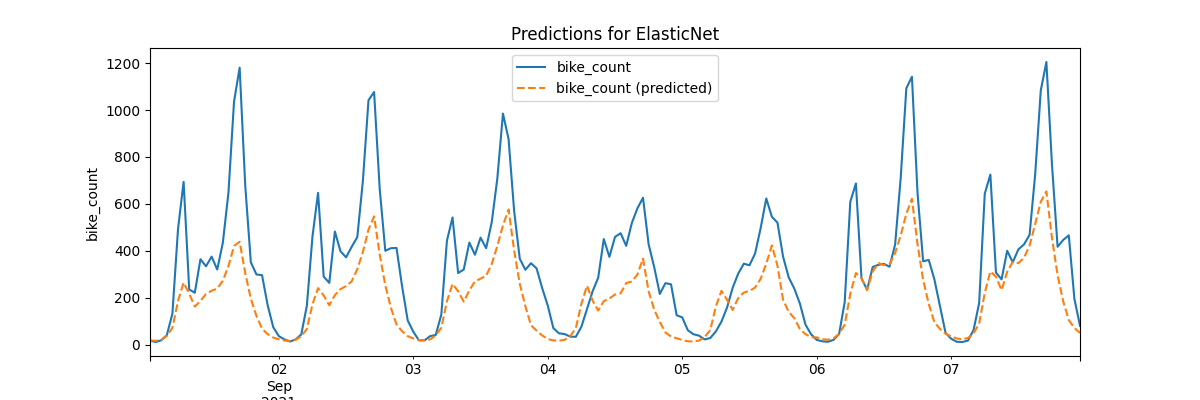 Predictions for ElasticNet
bike_count
bike_count (predicted)
1200
1000
800
600
400
200
0
bike_count
02
03
04
05
06
07
Sep
2021